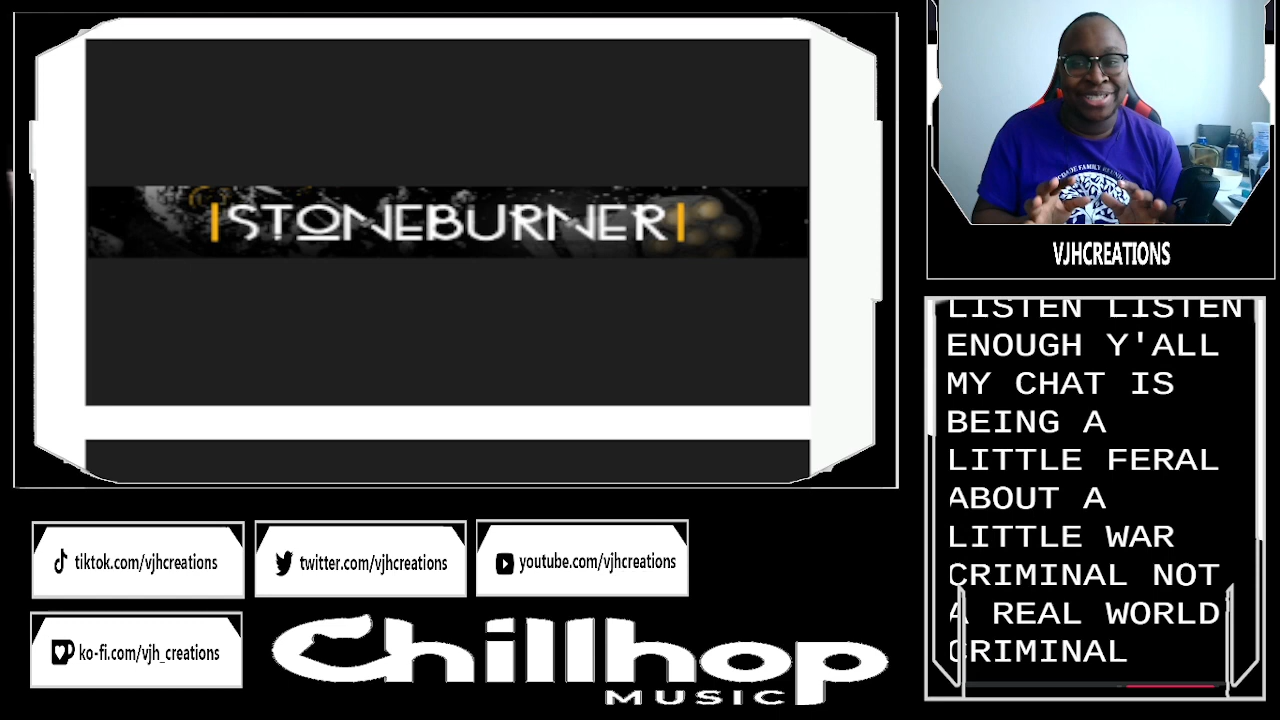 |STONEBURNER|
VJHCREATIONS
LISTEN LISTEN
ENOUGH Y'ALL
MY CHAT IS
BEING A
LITTLE FERAL
ABOUT A
LITTLE WAR
CRIMINAL NOT
A REAL WORLD
CRIMINAL
tiktok.com/vjhcreations
twitter.com/vjhcreations
youtube.com/vjhcreations
ko-fi.com/vjh_creations
Chillhop
MUSIC